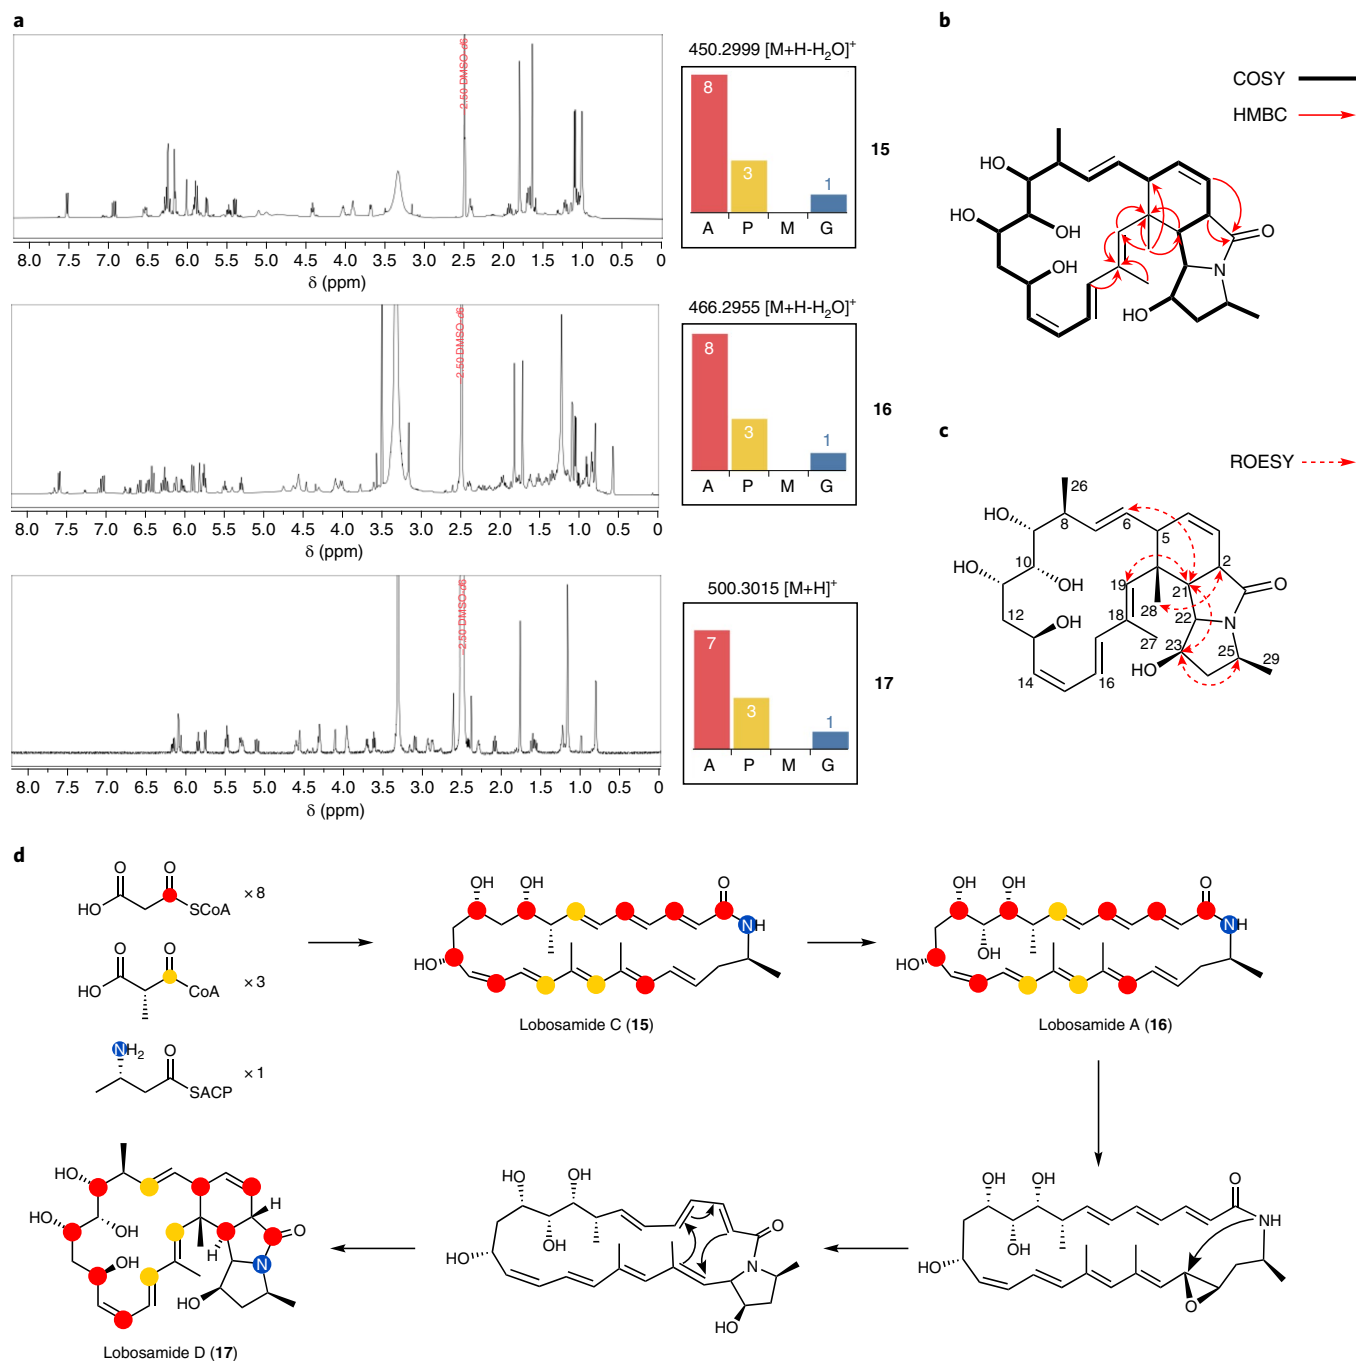 a
2.50 DMSO-d6
8.0 7.5 7.0 6.5 6.0 5.5 5.0 4.5 4.0 3.5 3.0 2.5 2.0 1.5 1.0 0.5 0
δ (ppm)
450.2999 [M+H-H2O]+
8
3
1
A P M G
15
2.50 DMSO-d6
8.0 7.5 7.0 6.5 6.0 5.5 5.0 4.5 4.0 3.5 3.0 2.5 2.0 1.5 1.0 0.5 0
δ (ppm)
466.2955 [M+H-H2O]+
8
3
1
A P M G
16
2.50 DMSO-d6
8.0 7.5 7.0 6.5 6.0 5.5 5.0 4.5 4.0 3.5 3.0 2.5 2.0 1.5 1.0 0.5 0
δ (ppm)
500.3015 [M+H]+
7
3
1
A P M G
17
b
COSY
HMBC
HO
HO
OH
OH
O
N
HO
c
ROESY
26
HO
8
6
5
2
10
HO
OH
O
19
21
28
12
OH
18
22
N
27
23
25
29
HO
14
16
d
O O
HO SCoA
× 8
O O
HO CoA
× 3
NH2 O
SACP
× 1
OH OH O
NH
HO
Lobosamide C (15)
OH OH O
NH
OH
HO
Lobosamide A (16)
OH OH O
NH
OH
HO
O
OH OH
O
OH
N
HO
HO
HO
H
HO
OH
O
H
OH
N
HO
Lobosamide D (17)